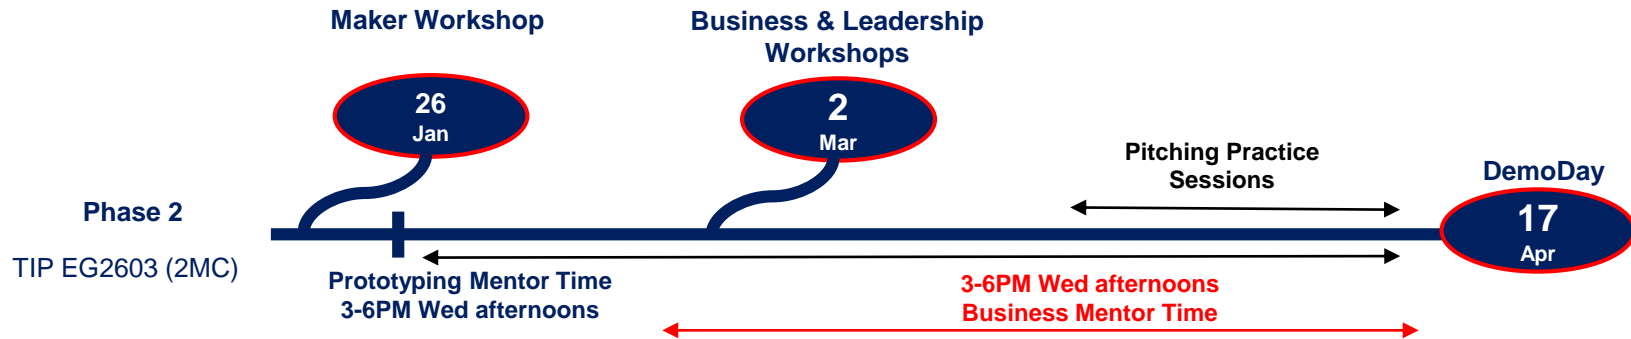 Maker Workshop
Business & Leadership
Workshops
26
Jan
2
Mar
Pitching Practice
Sessions
DemoDay
17
Apr
Phase 2
TIP EG2603 (2MC)
Prototyping Mentor Time
3-6PM Wed afternoons
3-6PM Wed afternoons
Business Mentor Time